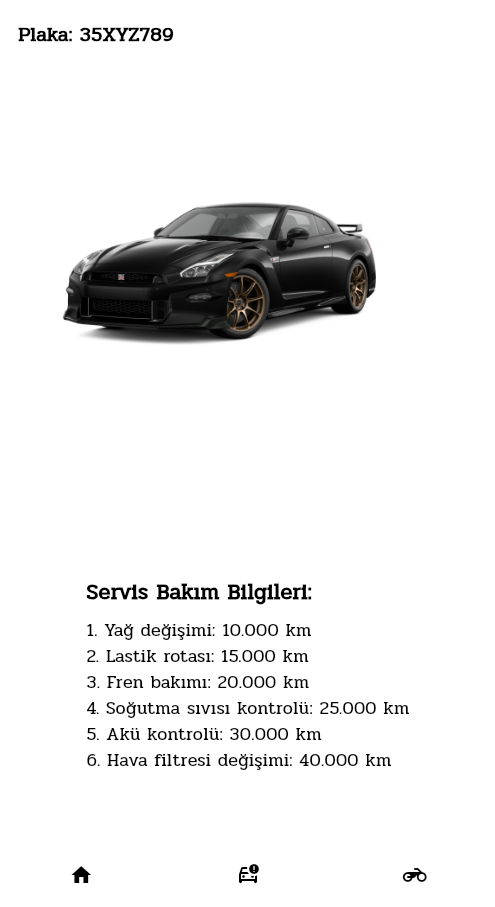 Plaka: 35XYZ789
Servis Bakım Bilgileri:
1. Yağ değişimi: 10.000 km
2. Lastik rotası: 15.000 km
3. Fren bakımı: 20.000 km
4. Soğutma sıvısı kontrolü: 25.000 km
5. Akü kontrolü: 30.000 km
6. Hava filtresi değişimi: 40.000 km